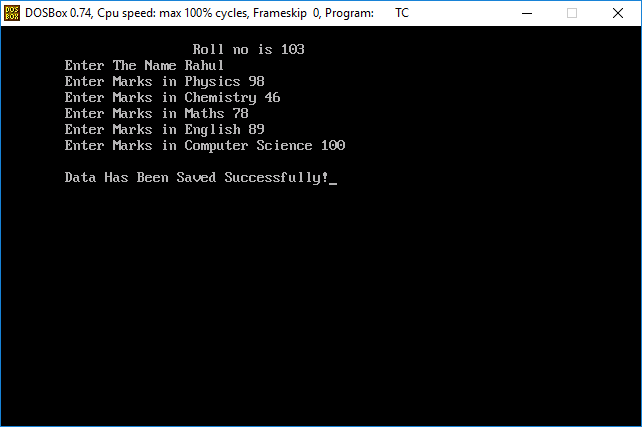 DOSBox 0.74, Cpu speed: max 100% cycles, Frameskip 0, Program: TC
Roll no is 103
Enter The Name Rahul
Enter Marks in Physics 98
Enter Marks in Chemistry 46
Enter Marks in Maths 78
Enter Marks in English 89
Enter Marks in Computer Science 100
Data Has Been Saved Successfully!_